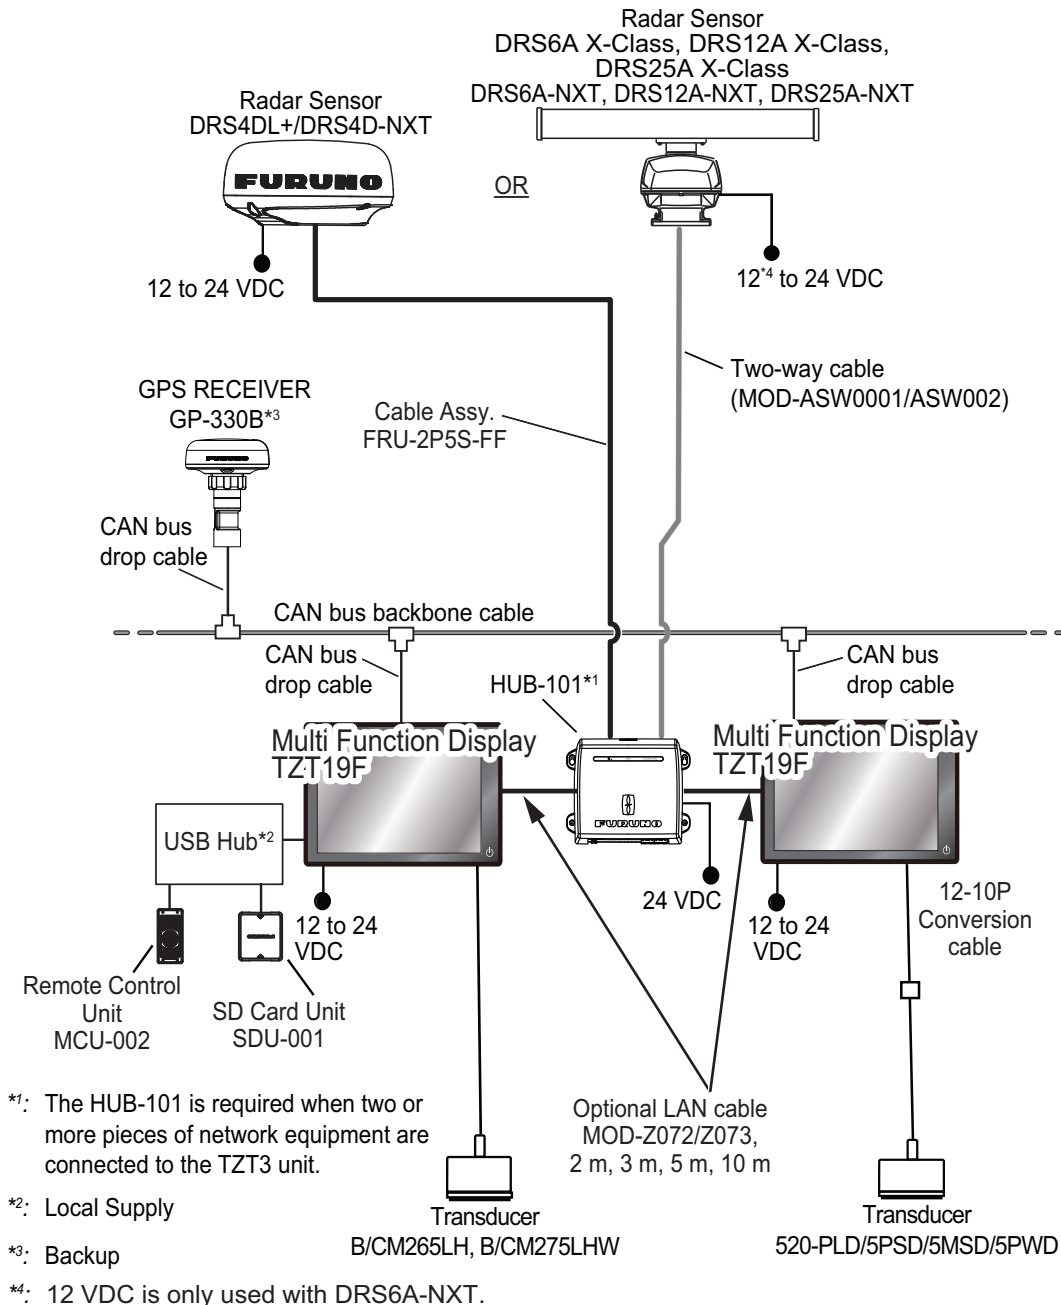 Radar Sensor
DRS6A X-Class, DRS12A X-Class,
DRS25A X-Class
DRS6A-NXT, DRS12A-NXT, DRS25A-NXT
Radar Sensor
DRS4DL+/DRS4D-NXT
FURUNO
OR
12 to 24 VDC
12*4 to 24 VDC
Two-way cable
(MOD-ASW0001/ASW002)
GPS RECEIVER
GP-330B*3
Cable Assy.
FRU-2P5S-FF
CAN bus
drop cable
CAN bus backbone cable
CAN bus
drop cable
HUB-101*1
CAN bus
drop cable
Multi Function Display
TZT19F
Multi Function Display
TZT19F
FURUNO
USB Hub*2
12 to 24
VDC
24 VDC
12 to 24
VDC
12-10P
Conversion
cable
Remote Control
Unit
MCU-002
SD Card Unit
SDU-001
Optional LAN cable
MOD-Z072/Z073,
2 m, 3 m, 5 m, 10 m
Transducer
B/CM265LH, B/CM275LHW
Transducer
520-PLD/5PSD/5MSD/5PWD
*1: The HUB-101 is required when two or
more pieces of network equipment are
connected to the TZT3 unit.
*2: Local Supply
*3: Backup
*4: 12 VDC is only used with DRS6A-NXT.